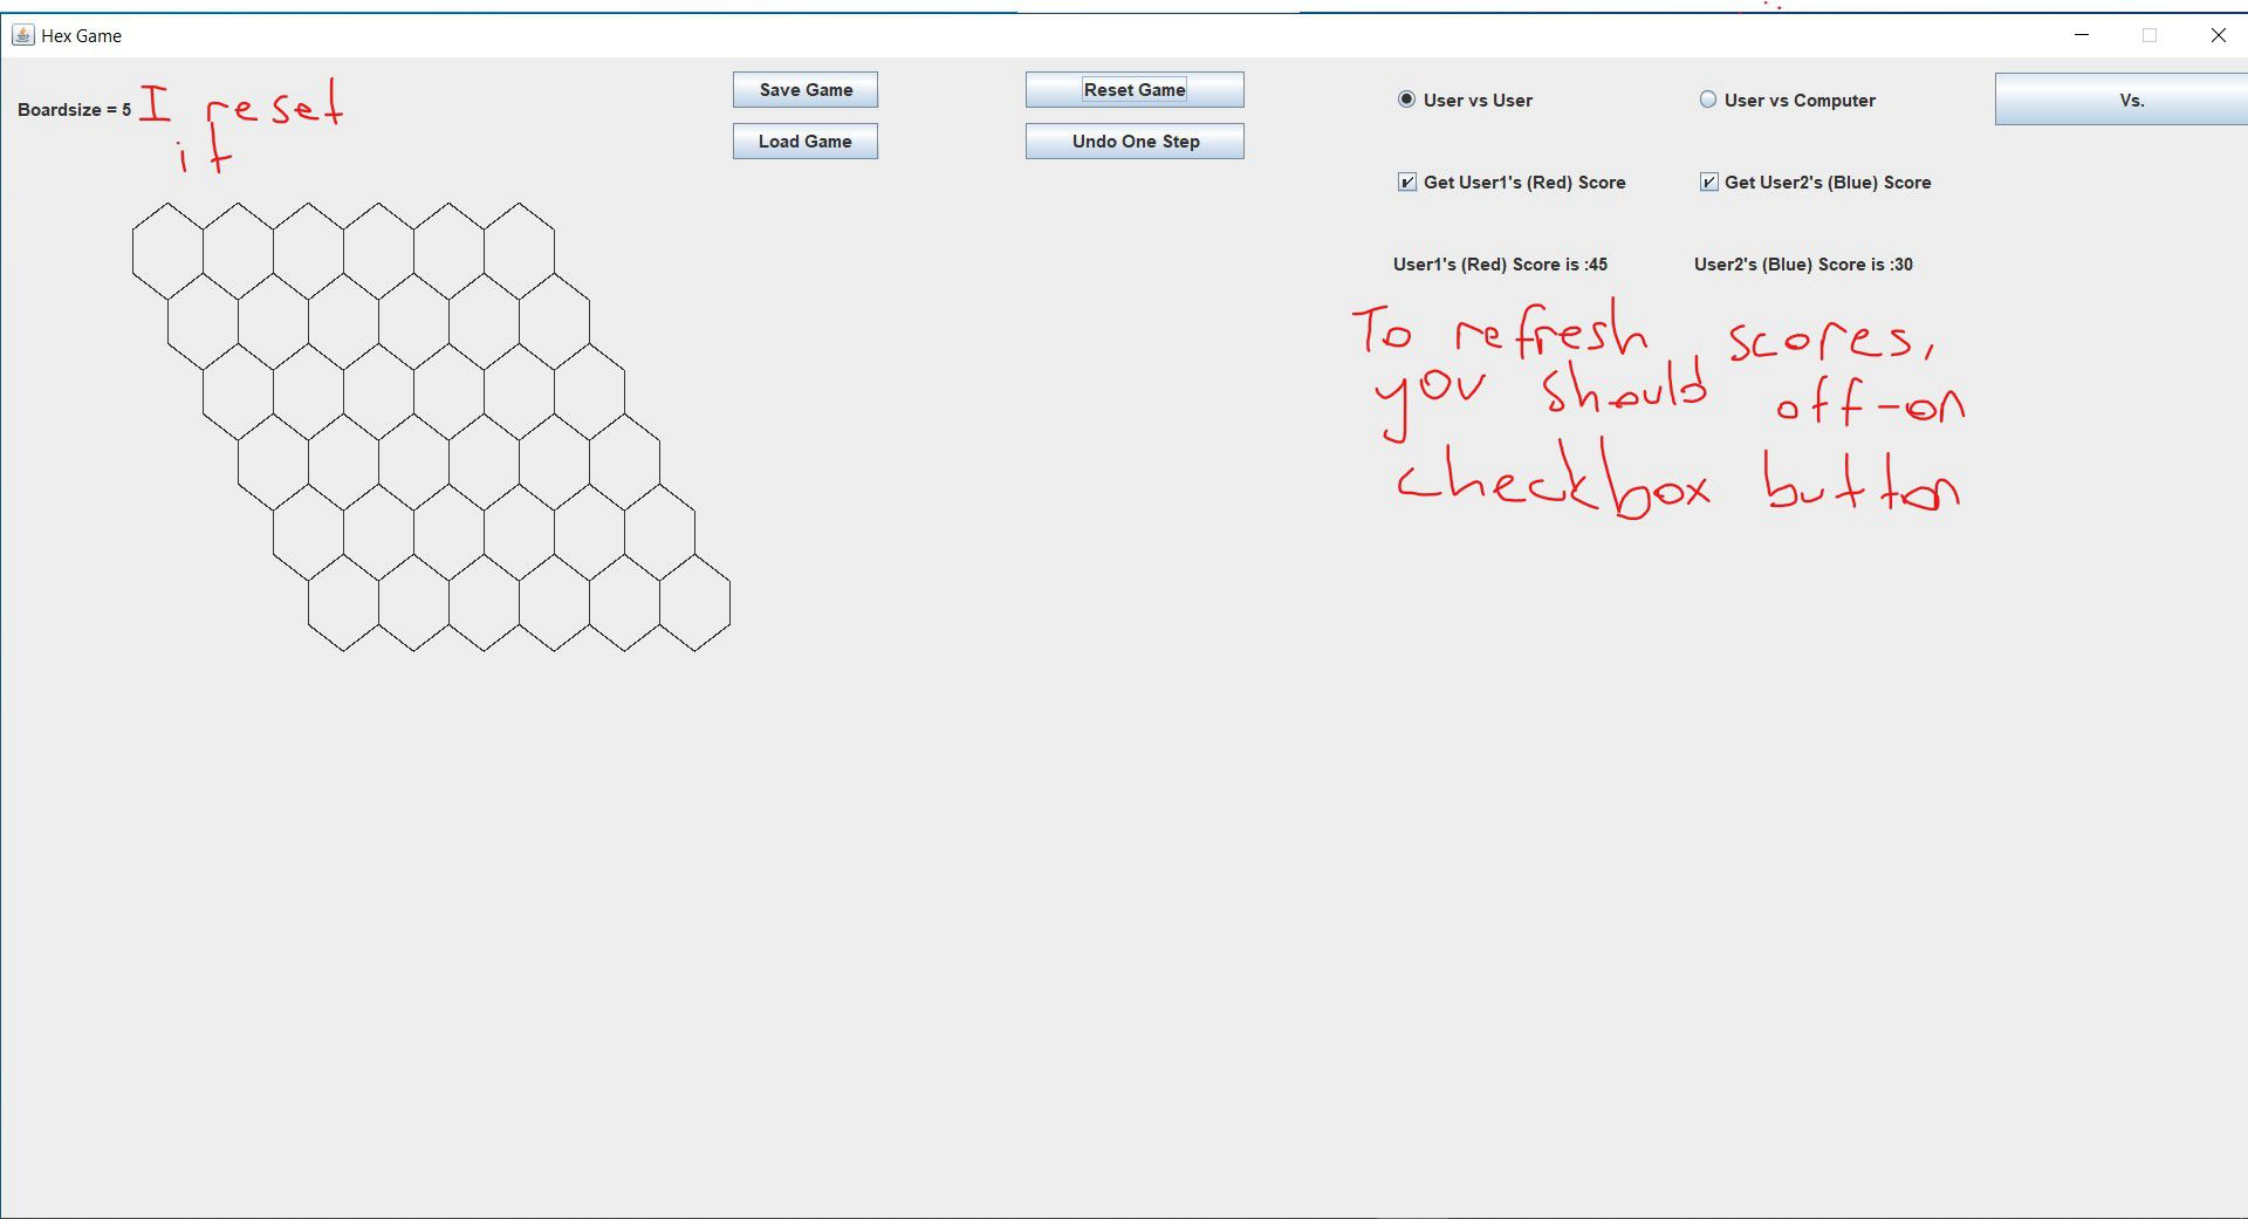 Hex Game
Boardsize = 5
I reset
it
Save Game
Load Game
Reset Game
Undo One Step
User vs User
User vs Computer
Vs.
Get User1's (Red) Score
Get User2's (Blue) Score
User1's (Red) Score is :45
User2's (Blue) Score is :30
To refresh scores,
you should off-on
checkbox button